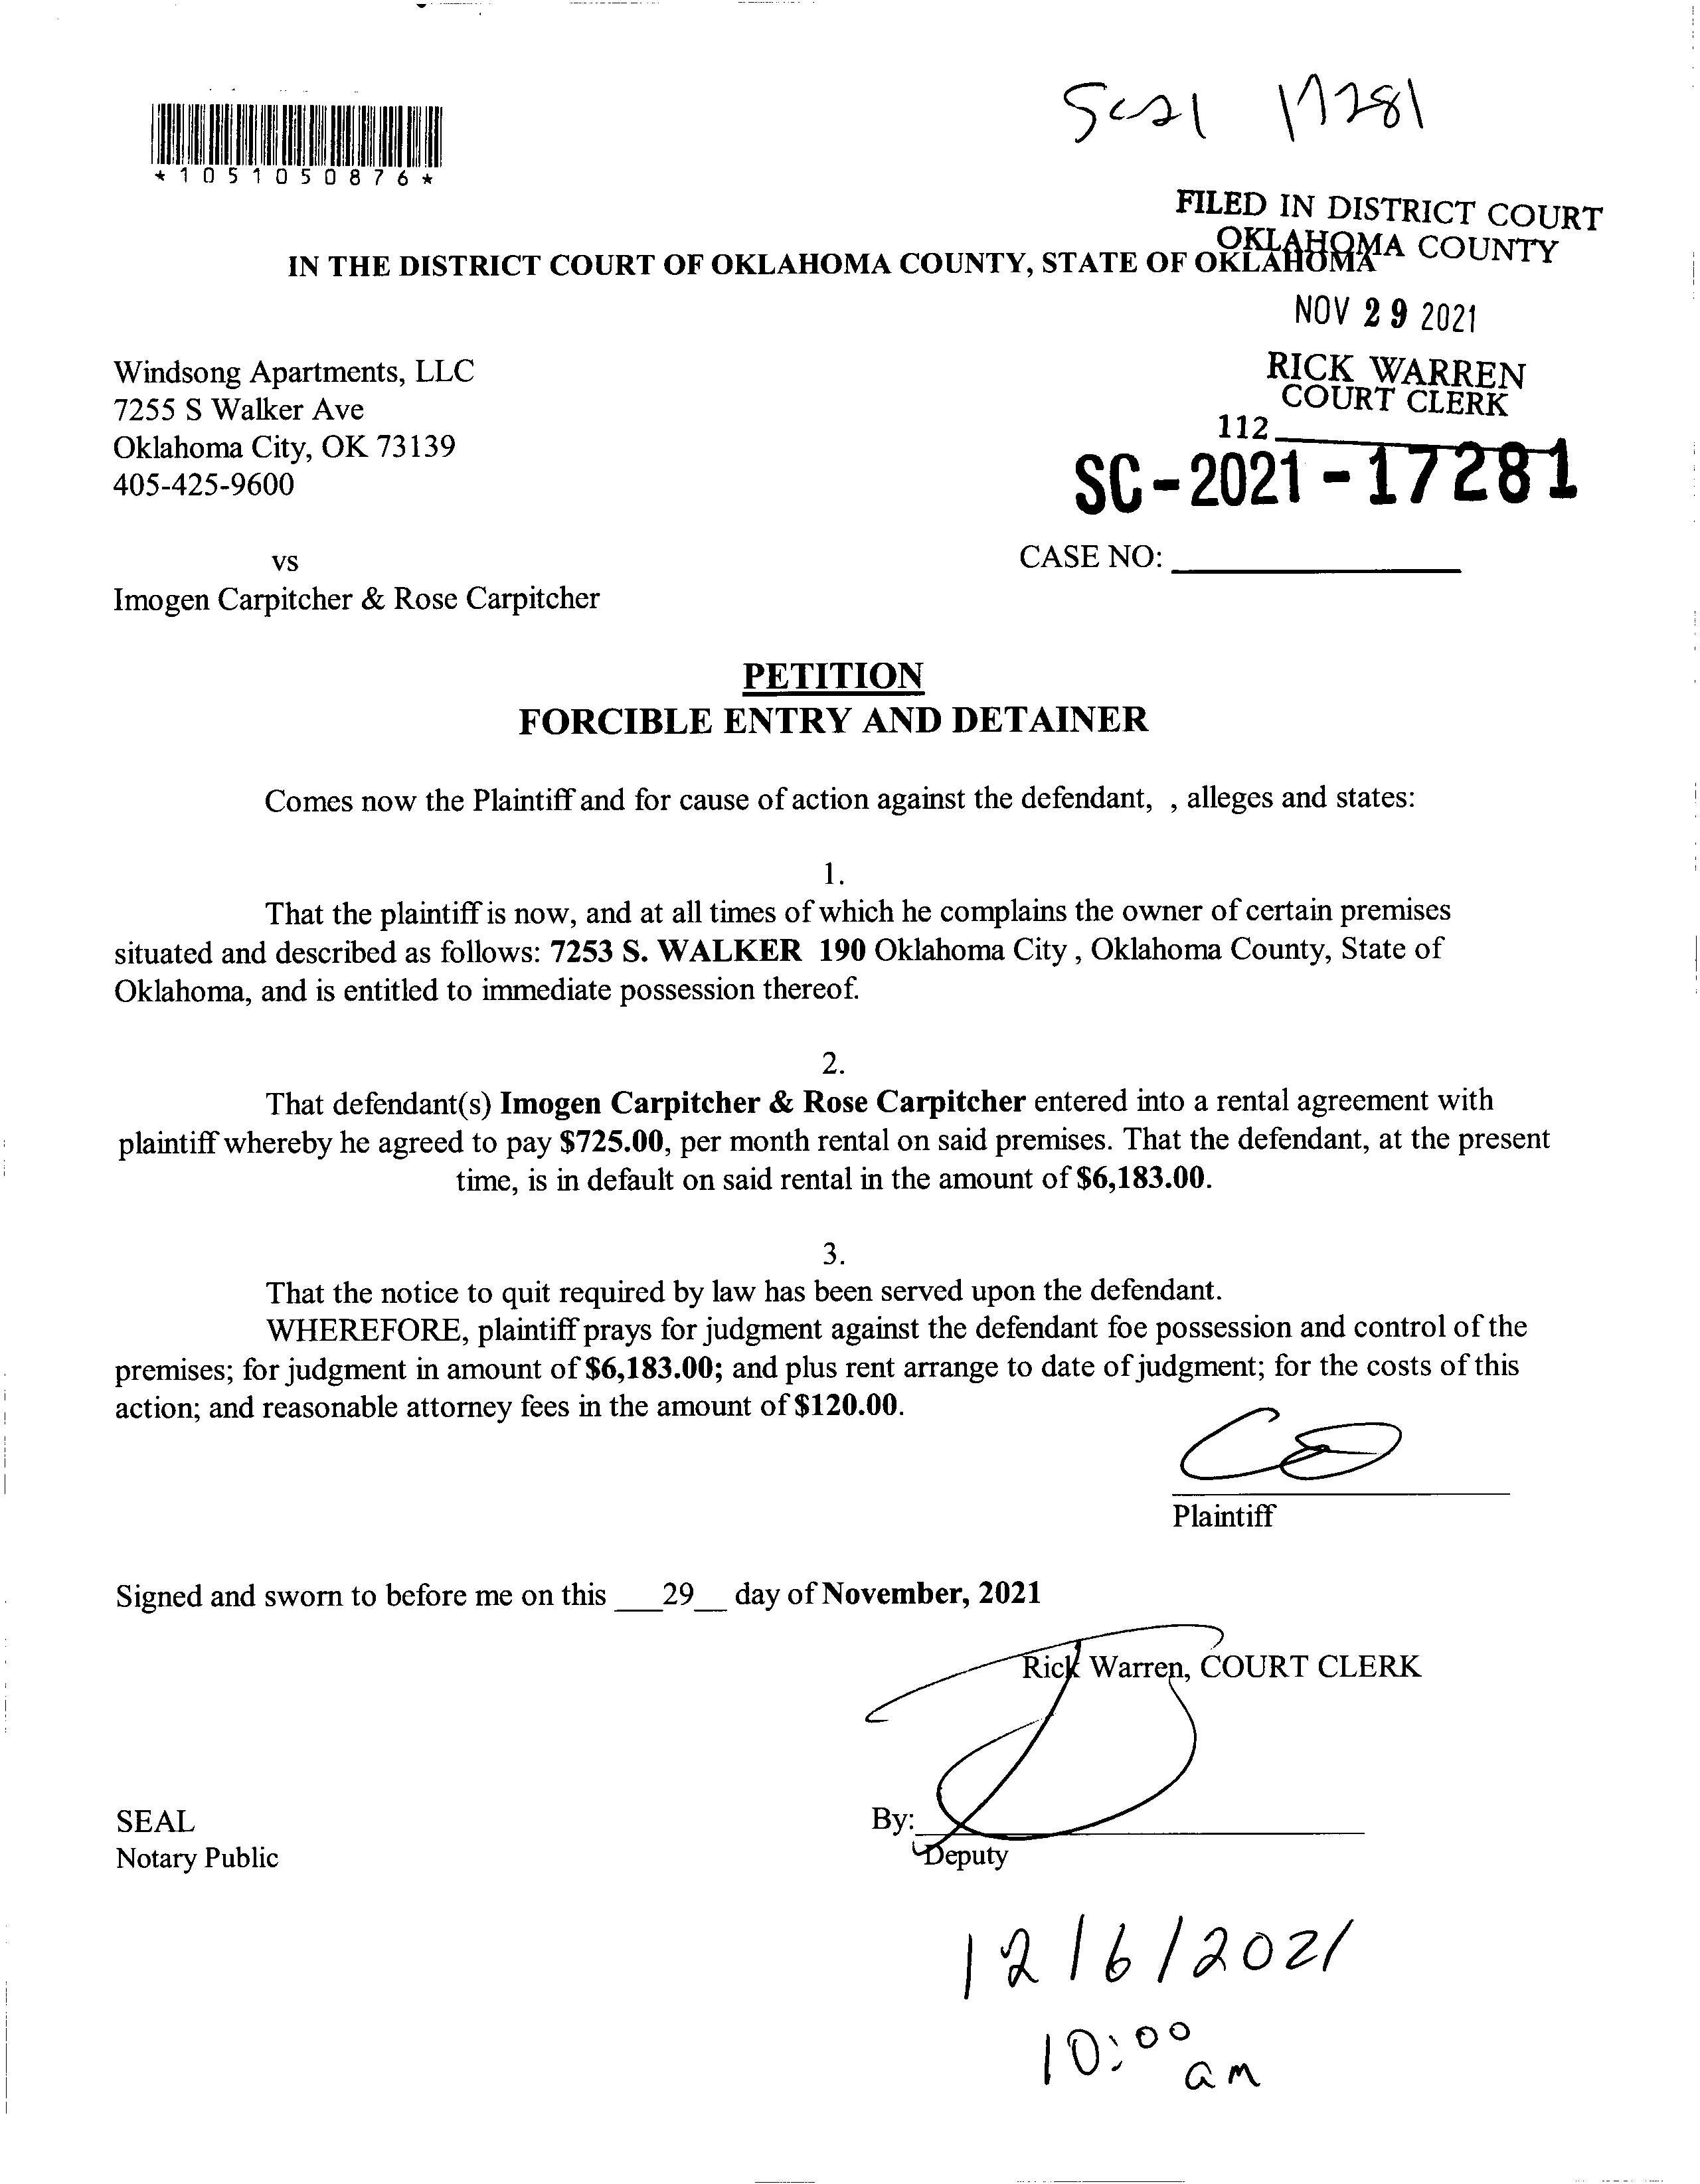 Sc21 17281
*1051050876*
FILED IN DISTRICT COURT
OKLAHOMA COUNTY
IN THE DISTRICT COURT OF OKLAHOMA COUNTY, STATE OF OKLAHOMA
NOV 29 2021
Windsong Apartments, LLC
7255 S Walker Ave
Oklahoma City, OK 73139
405-425-9600
RICK WARREN
COURT CLERK
112
SC-2021-17281
CASE NO:
vs
Imogen Carpitcher & Rose Carpitcher
PETITION
FORCIBLE ENTRY AND DETAINER
Comes now the Plaintiff and for cause of action against the defendant, , alleges and states:
1.
That the plaintiff is now, and at all times of which he complains the owner of certain premises
situated and described as follows: 7253 S. WALKER 190 Oklahoma City , Oklahoma County, State of
Oklahoma, and is entitled to immediate possession thereof.
2.
That defendant(s) Imogen Carpitcher & Rose Carpitcher entered into a rental agreement with
plaintiff whereby he agreed to pay $725.00, per month rental on said premises. That the defendant, at the present
time, is in default on said rental in the amount of $6,183.00.
3.
That the notice to quit required by law has been served upon the defendant.
WHEREFORE, plaintiff prays for judgment against the defendant foe possession and control of the
premises; for judgment in amount of $6,183.00; and plus rent arrange to date of judgment; for the costs of this
action; and reasonable attorney fees in the amount of $120.00.
Plaintiff
Signed and sworn to before me on this ___29__ day of November, 2021
Rick Warren, COURT CLERK
SEAL
Notary Public
By:
Deputy
12/6/2021
10:00
am